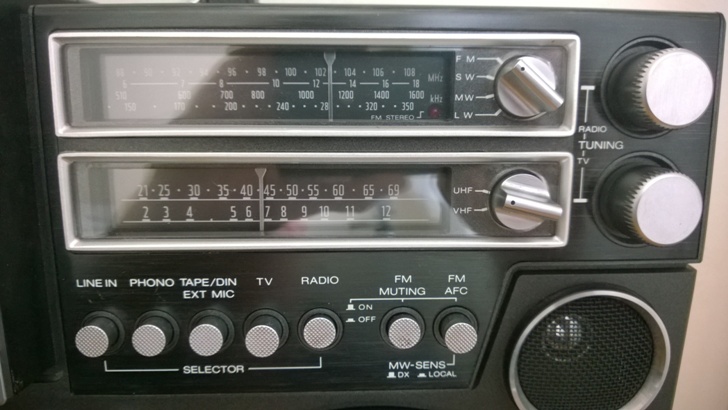 FM
88 · 90 · 92 · 94 · 96 · 98 · 100 · 102 · 104 · 106 · 108 MHz
SW
6 7 8 10 12 14 16 18
MW
510 600 700 800 1000 1200 1400 1600 kHz
150 170 200 240 280 320 350
LW
FM STEREO
RADIO
TUNING
TV
21 · 25 · 30 · 35 · 40 · 45 · 50 · 55 · 60 · 65 · 69
UHF
2 3 4 5 6 7 8 9 10 11 12
VHF
LINE IN PHONO TAPE/DIN TV RADIO FM FM
EXT MIC MUTING AFC
ON
OFF
SELECTOR
MW-SENS
DX LOCAL